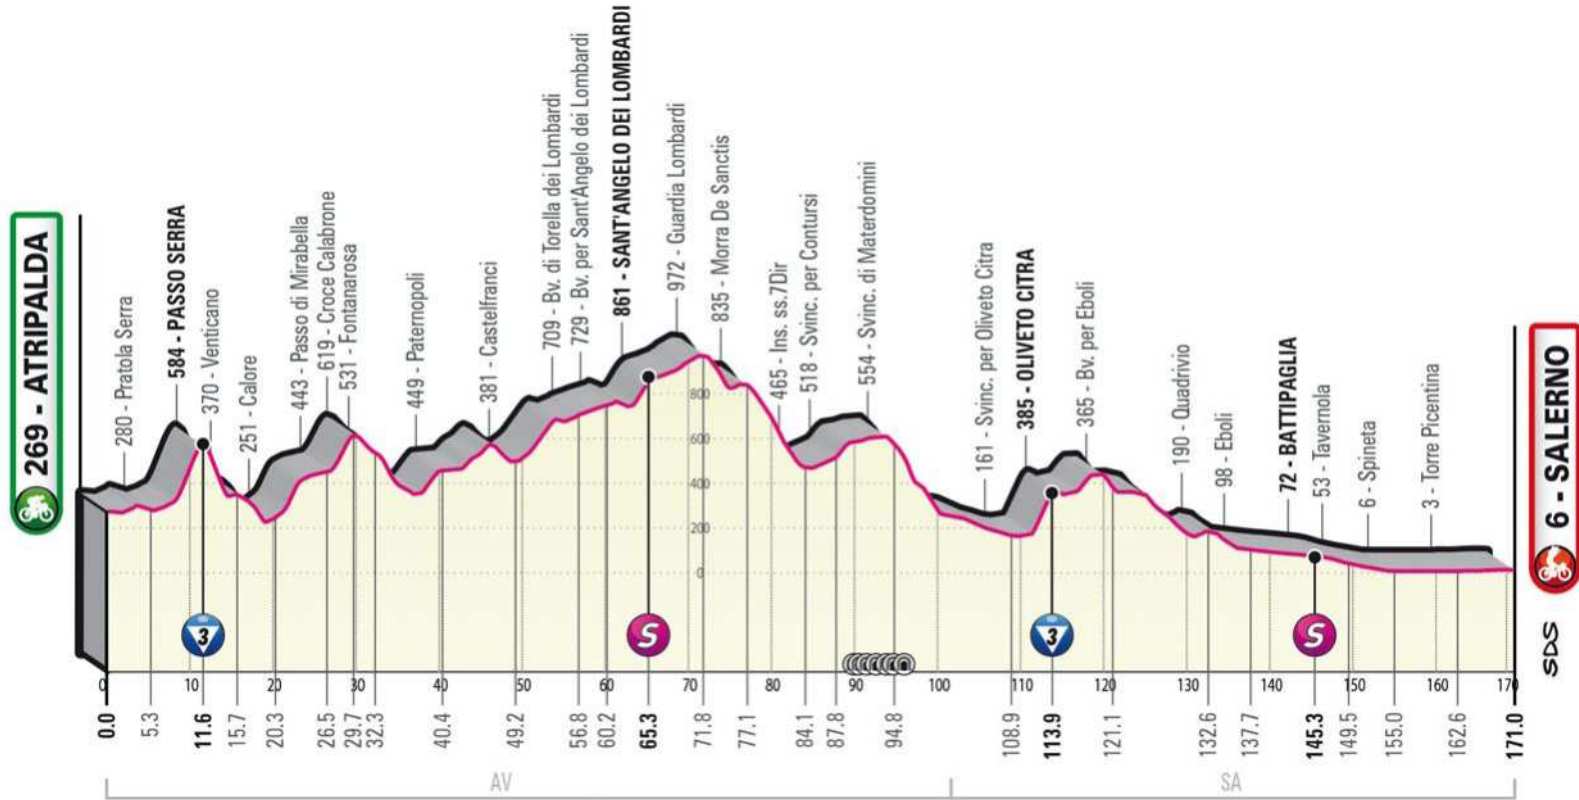 269 - ATRIPALDA
280 - Pratola Serra
584 - PASSO SERRA
370 - Venticano
251 - Calore
443 - Passo di Mirabella
619 - Croce Calabrone
531 - Fontanarosa
449 - Paternopoli
381 - Castelfranci
709 - Bv. di Torella dei Lombardi
729 - Bv. per Sant'Angelo dei Lombardi
861 - SANT'ANGELO DEI LOMBARDI
972 - Guardia Lombardi
835 - Morra De Sanctis
465 - Ins. ss.7Dir
518 - Svinc. per Contursi
554 - Svinc. di Materdomini
161 - Svinc. per Oliveto Citra
385 - OLIVETO CITRA
365 - Bv. per Eboli
190 - Quadrivio
98 - Eboli
72 - BATTIPAGLIA
53 - Tavernola
6 - Spineta
3 - Torre Picentina
6 - SALERNO
800
600
400
200
0
3
S
3
S
SDS
0 10 20 30 40 50 60 70 80 90 100 110 120 130 140 150 160 170
0.0 5.3 11.6 15.7 20.3 26.5 29.7 32.3 40.4 49.2 56.8 60.2 65.3 71.8 77.1 84.1 87.8 94.8 108.9 113.9 121.1 132.6 137.7 145.3 149.5 155.0 162.6 171.0
AV SA